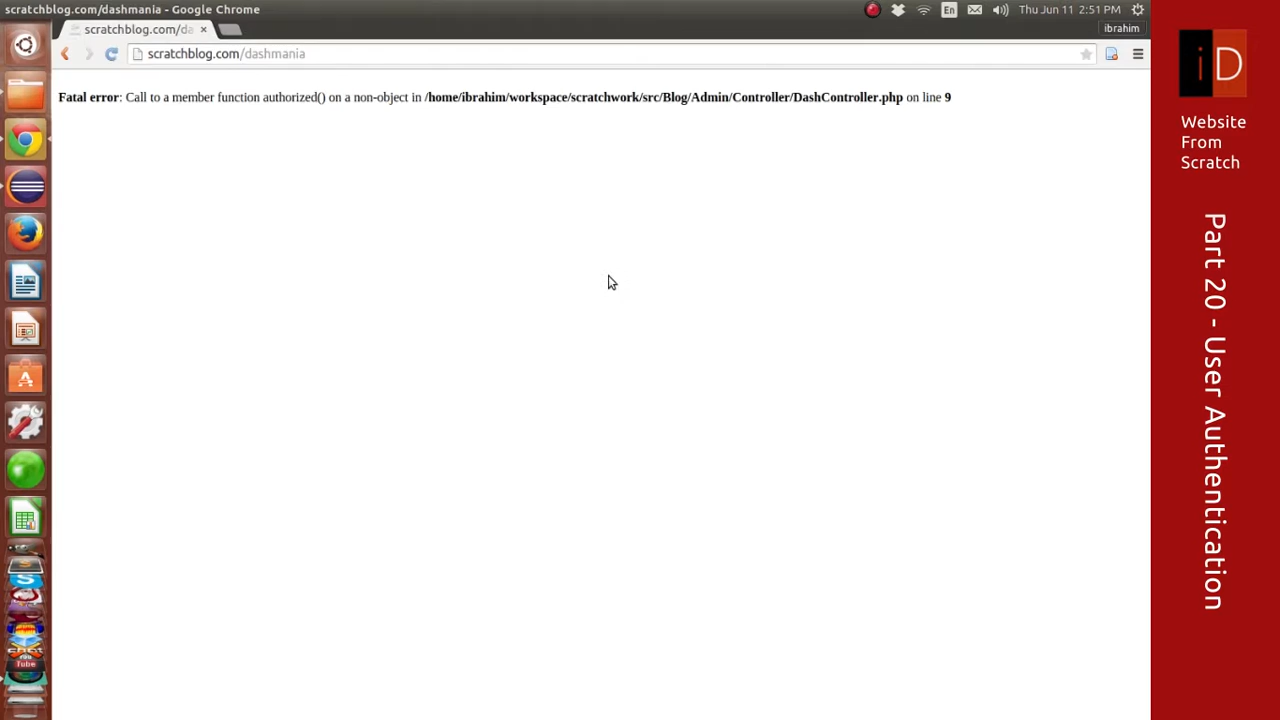 scratchblog.com/dashmania - Google Chrome
En
Thu Jun 11 2:51 PM
scratchblog.com/da
ibrahim
scratchblog.com/dashmania
Fatal error: Call to a member function authorized() on a non-object in /home/ibrahim/workspace/scratchwork/src/Blog/Admin/Controller/DashController.php on line 9
iD
Website
From
Scratch
Part 20 - User Authentication
Tube